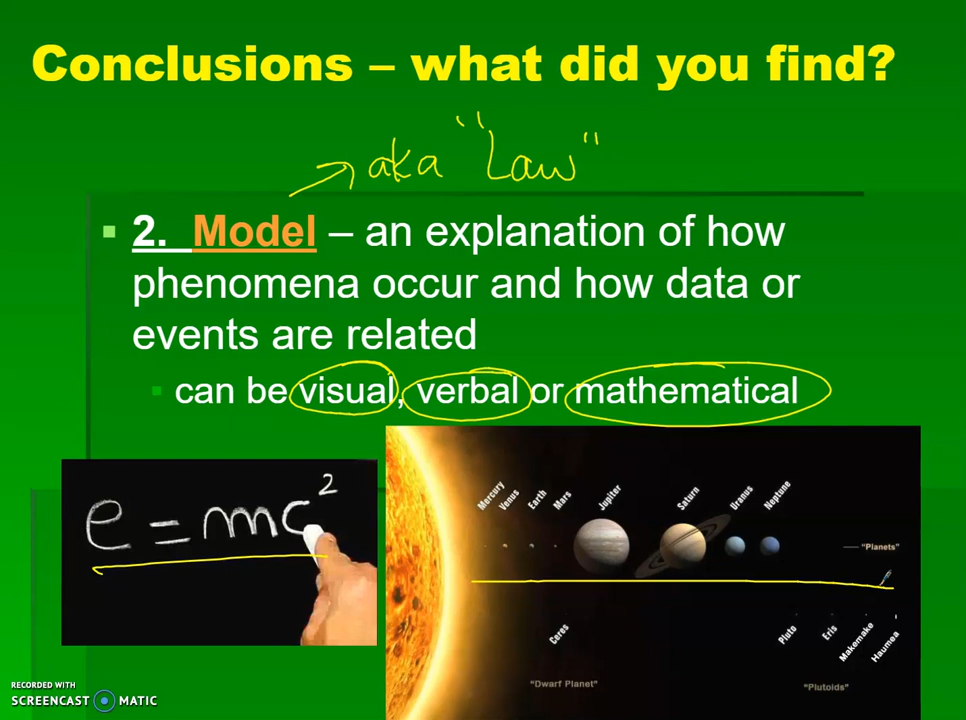 Conclusions – what did you find?
aka "Law"
2. Model – an explanation of how
phenomena occur and how data or
events are related
can be visual, verbal or mathematical
e = mc²
Mercury
Venus
Earth
Mars
Jupiter
Saturn
Uranus
Neptune
"Planets"
Ceres
Pluto
Eris
Makemake
Haumea
"Dwarf Planet"
"Plutoids"
RECORDED WITH
SCREENCAST MATIC